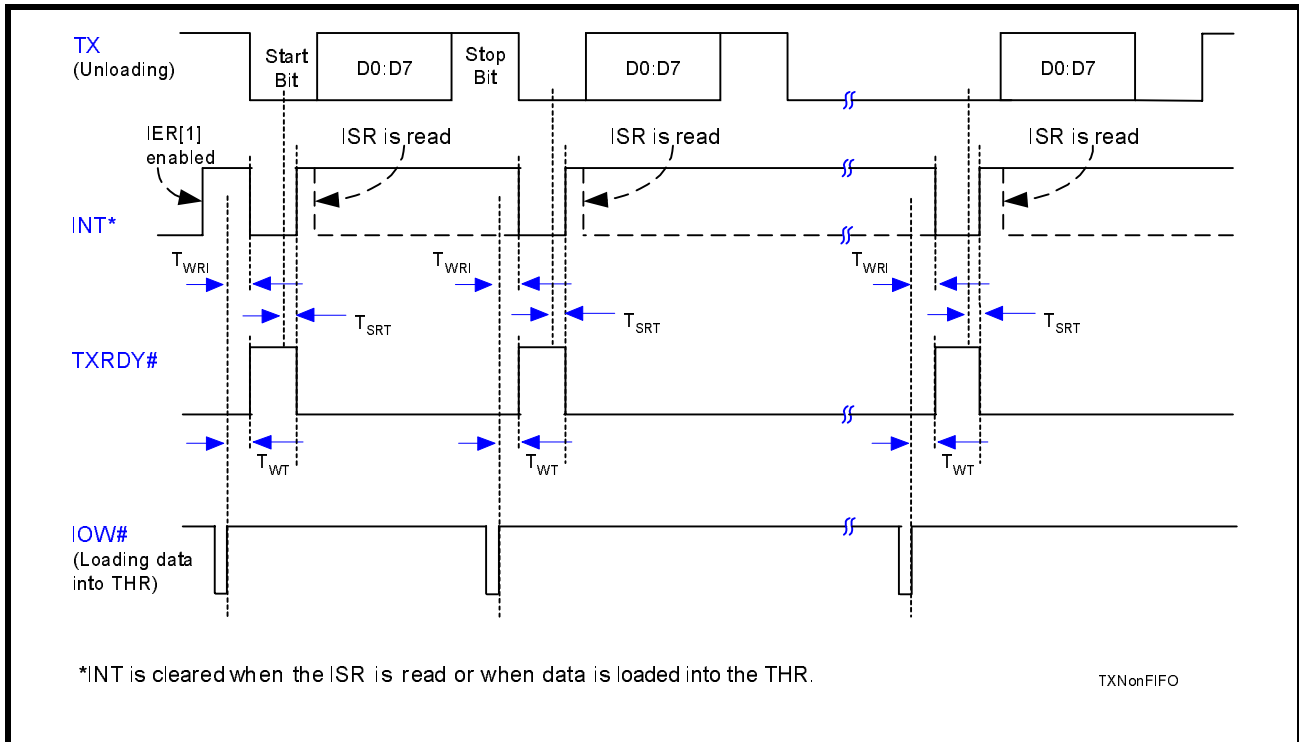 TX
(Unloading)
Start
Bit
D0:D7
Stop
Bit
D0:D7
D0:D7
IER[1]
enabled
ISR is read
ISR is read
ISR is read
INT*
TWRI
TWRI
TWRI
TSRT
TSRT
TSRT
TXRDY#
TWT
TWT
TWT
IOW#
(Loading data
into THR)
*INT is cleared when the ISR is read or when data is loaded into the THR.
TXNonFIFO